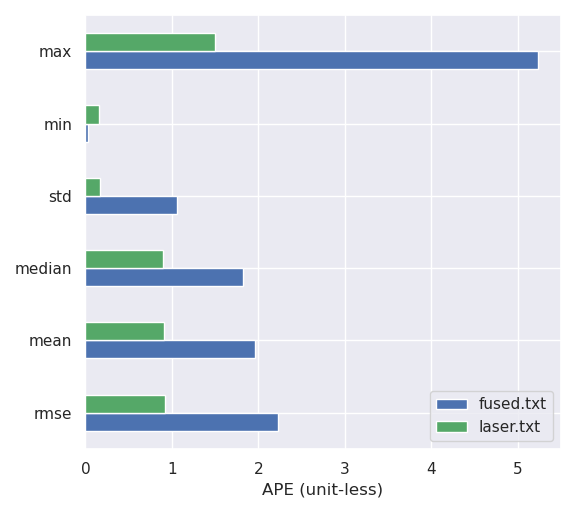 max
min
std
median
mean
rmse
fused.txt
laser.txt
0 1 2 3 4 5
APE (unit-less)